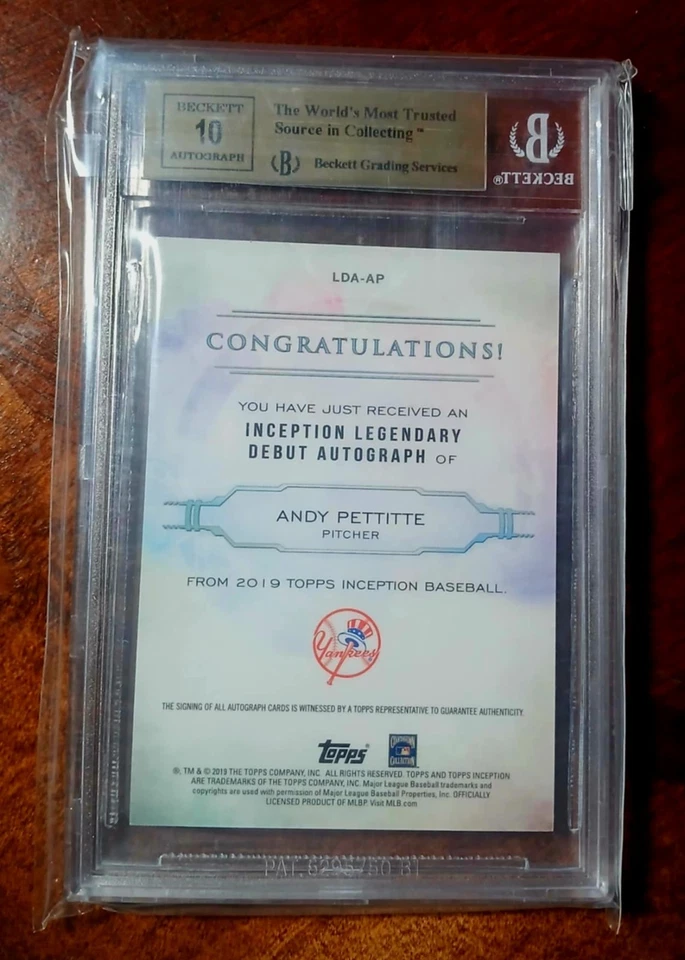 BECKETT
10
AUTOGRAPH
The World's Most Trusted
Source in Collecting™
B
Beckett Grading Services
B
BECKETT®
LDA-AP
CONGRATULATIONS!
YOU HAVE JUST RECEIVED AN
INCEPTION LEGENDARY
DEBUT AUTOGRAPH OF
ANDY PETTITTE
PITCHER
FROM 2019 TOPPS INCEPTION BASEBALL.
Yankees
THE SIGNING OF ALL AUTOGRAPH CARDS IS WITNESSED BY A TOPPS REPRESENTATIVE TO GUARANTEE AUTHENTICITY.
topps®
®, TM & © 2019 THE TOPPS COMPANY, INC. ALL RIGHTS RESERVED. TOPPS AND TOPPS INCEPTION
ARE TRADEMARKS OF THE TOPPS COMPANY, INC. Major League Baseball trademarks and
copyrights are used with permission of Major League Baseball Properties, Inc. OFFICIALLY
LICENSED PRODUCT OF MLBP. Visit MLB.com
PAT.